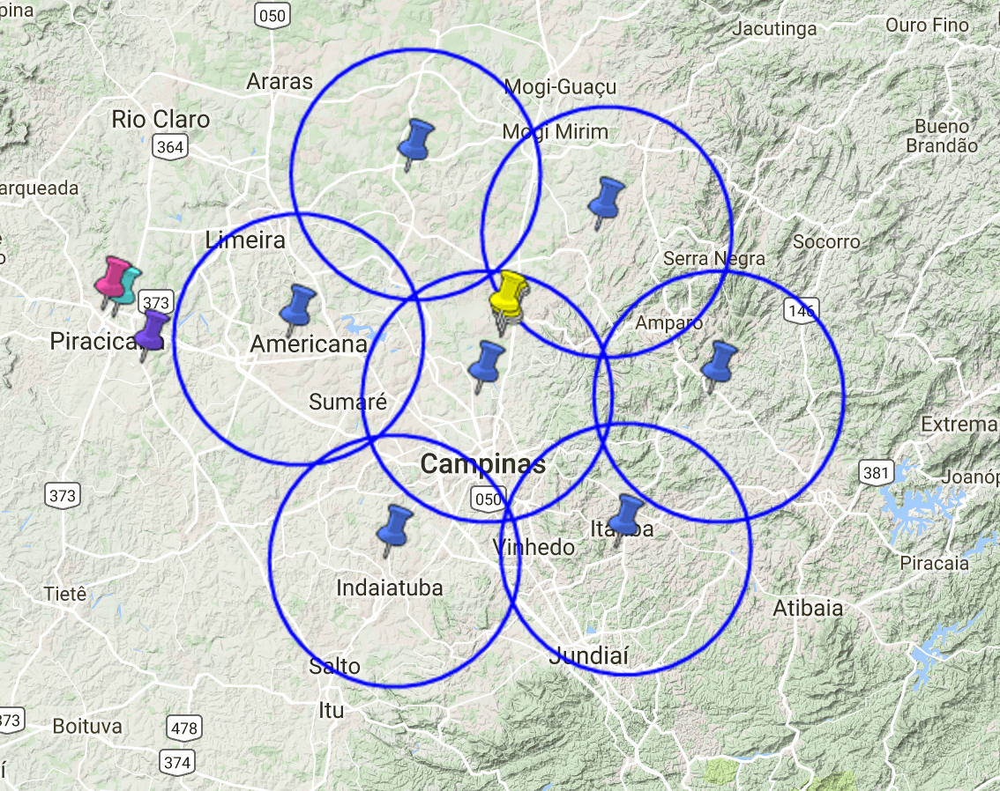 pina
050
Jacutinga
Ouro Fino
Araras
Mogi-Guaçu
Rio Claro
Mogi Mirim
Bueno
Brandão
364
arqueada
Limeira
Socorro
Serra Negra
373
146
Amparo
Americana
Sumaré
Extrema
Campinas
381
Joanóp
050
373
Vinhedo
Piracaia
Indaiatuba
Tietê
Atibaia
Jundiaí
Salto
Itu
373
Boituva
478
374
í